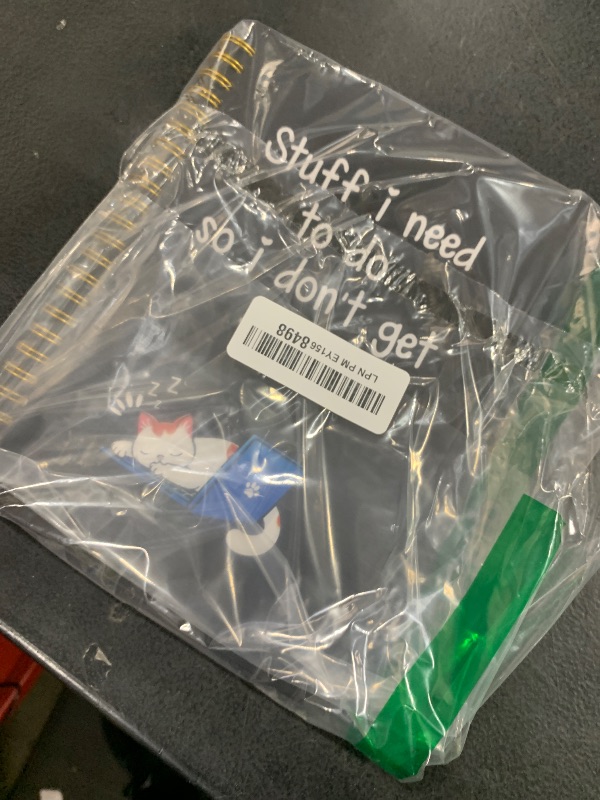 Stuff i need
to do
so i don't get
LPN PM EY156 8498
z z z